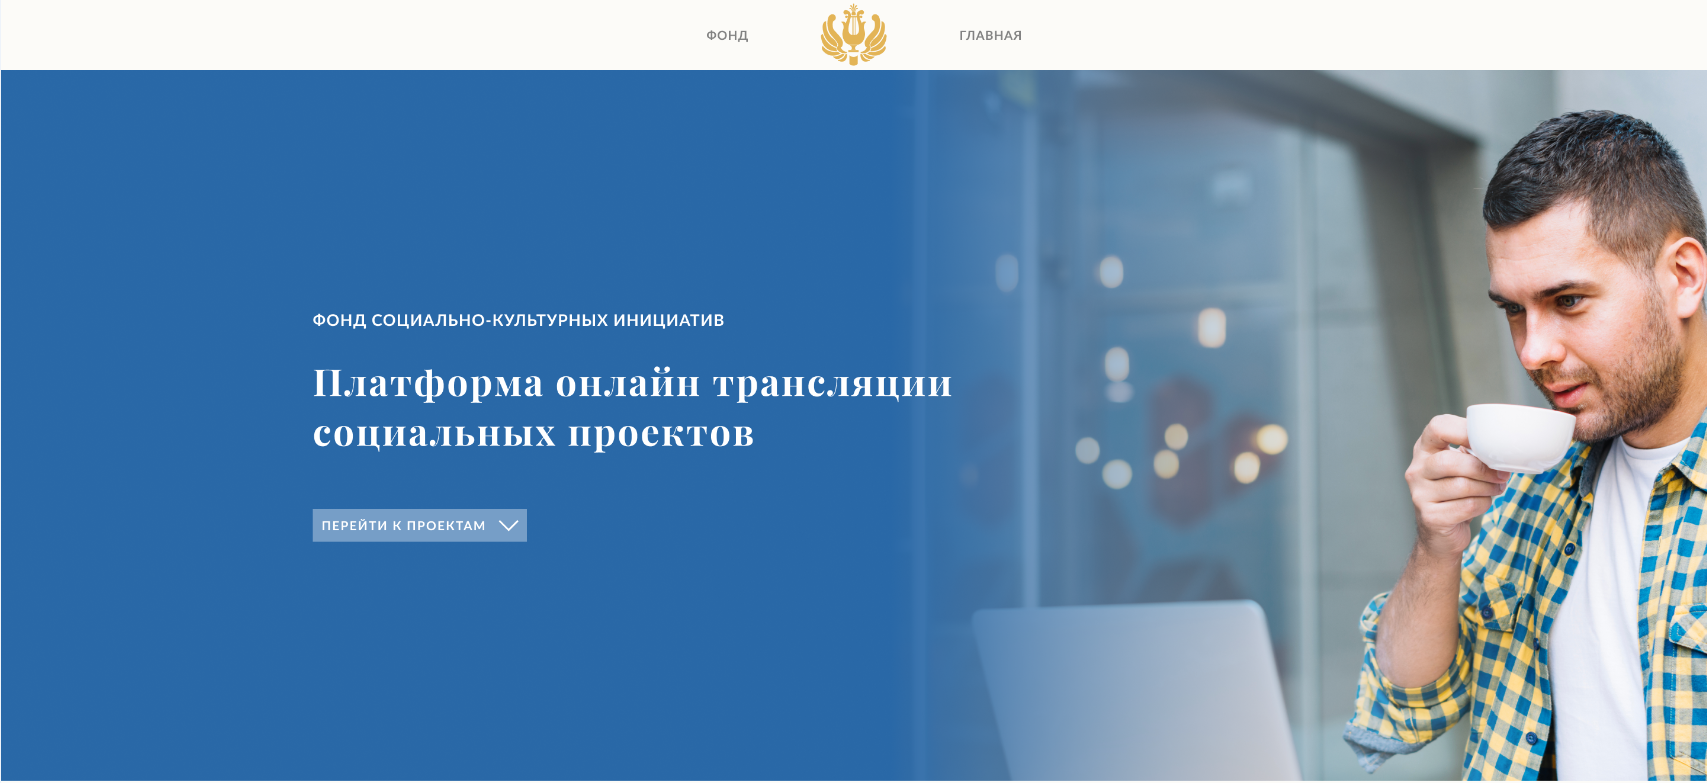 ФОНД
ГЛАВНАЯ
ФОНД СОЦИАЛЬНО-КУЛЬТУРНЫХ ИНИЦИАТИВ
Платформа онлайн трансляции
социальных проектов
ПЕРЕЙТИ К ПРОЕКТАМ